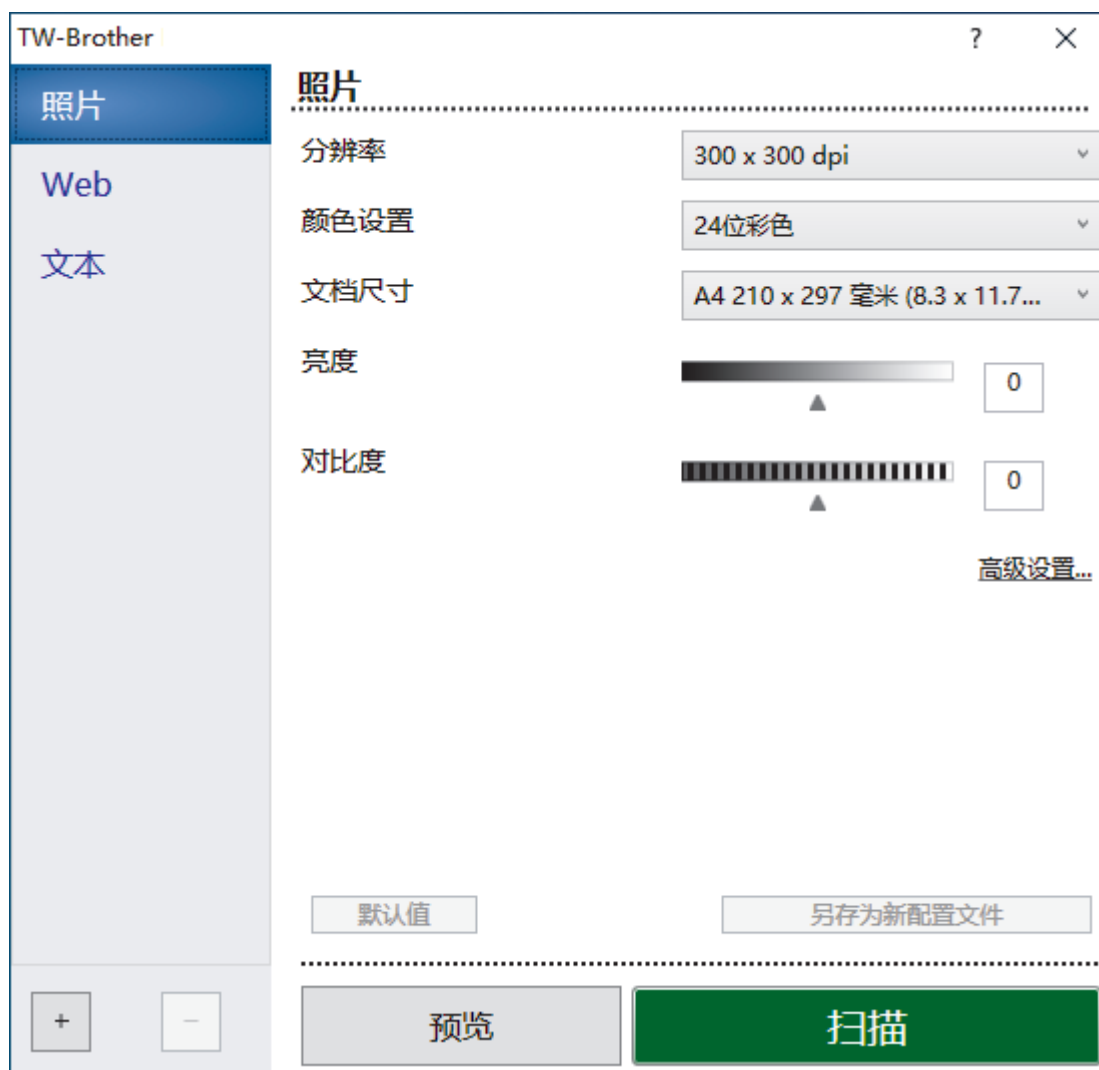 TW-Brother ? ×
照片
Web
文本
照片
分辨率 300 x 300 dpi
颜色设置 24位彩色
文档尺寸 A4 210 x 297 毫米 (8.3 x 11.7...
亮度 0
对比度 0
高级设置...
默认值 另存为新配置文件
+ −
预览 扫描